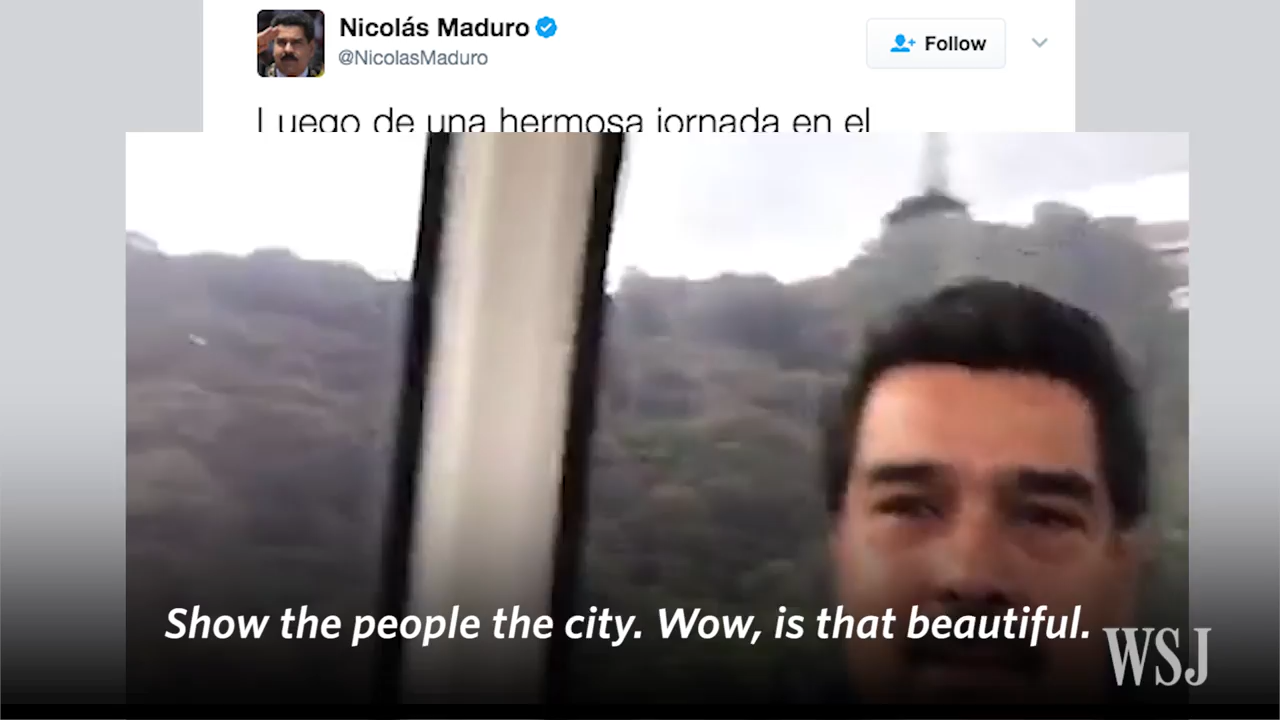 Nicolás Maduro
@NicolasMaduro
Follow
Luego de una hermosa jornada en el
Show the people the city. Wow, is that beautiful.
WSJ